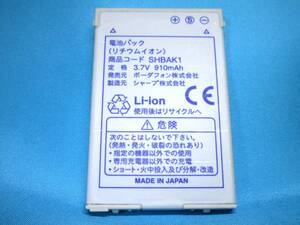 電池パック
(リチウムイオン)
商品コード SHBAK1
定 格 3.7V 910mAh
発売元 ボーダフォン株式会社
製造元 シャープ株式会社
Li-ion
使用後はリサイクルへ
CE
⚠危険
次のことはしないで下さい。
(発熱・発火・破裂の恐れあり)
・指定の機器以外での使用
・専用充電器以外での充電
・ショート・火中投入及び分解・改造
MADE IN JAPAN